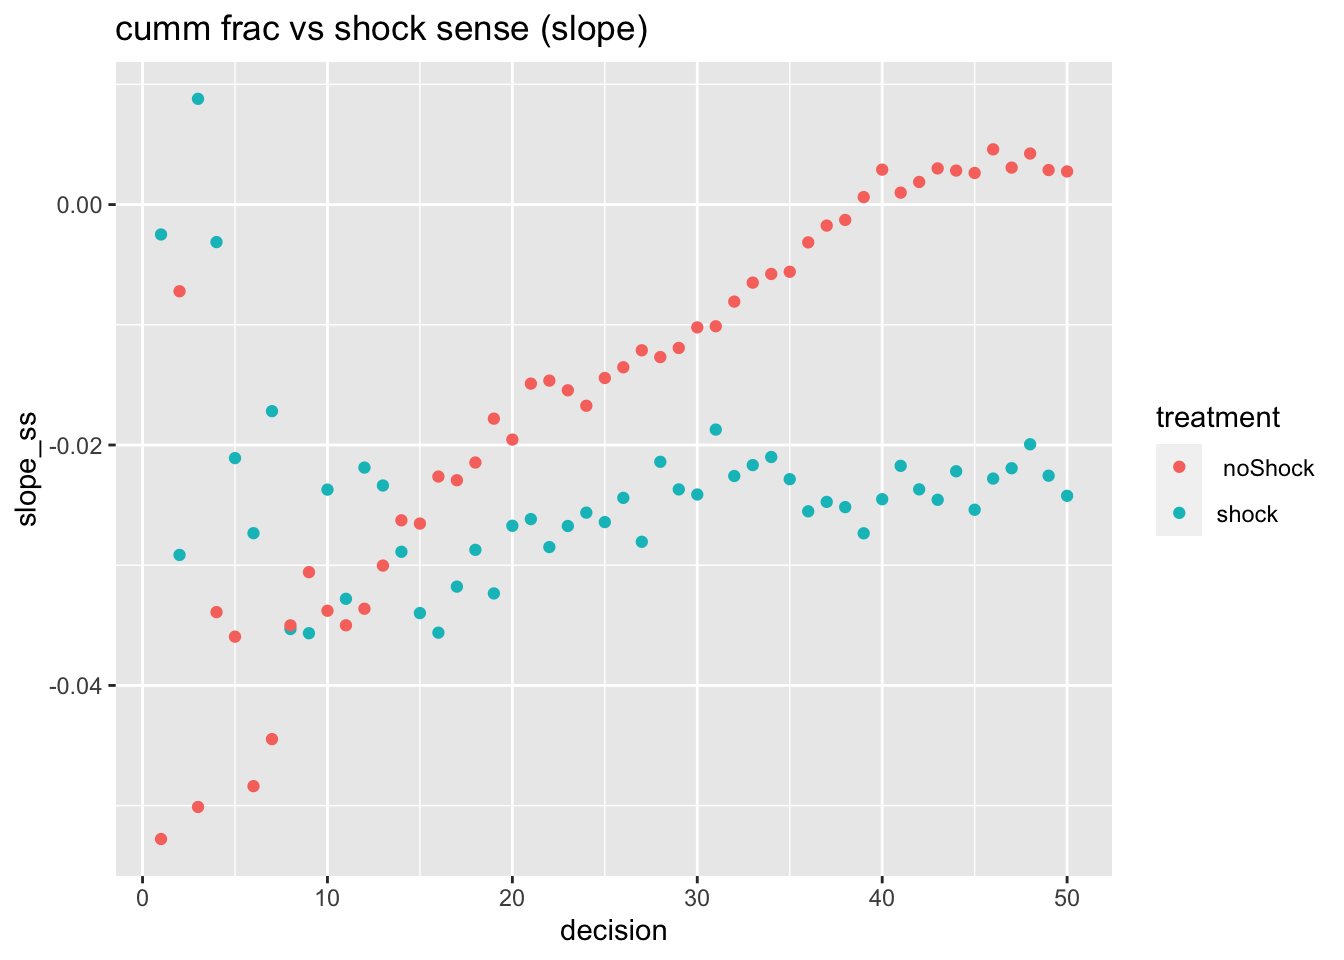 cumm frac vs shock sense (slope)
slope_ss
0.00
-0.02
-0.04
0 10 20 30 40 50
decision
treatment
noShock
shock